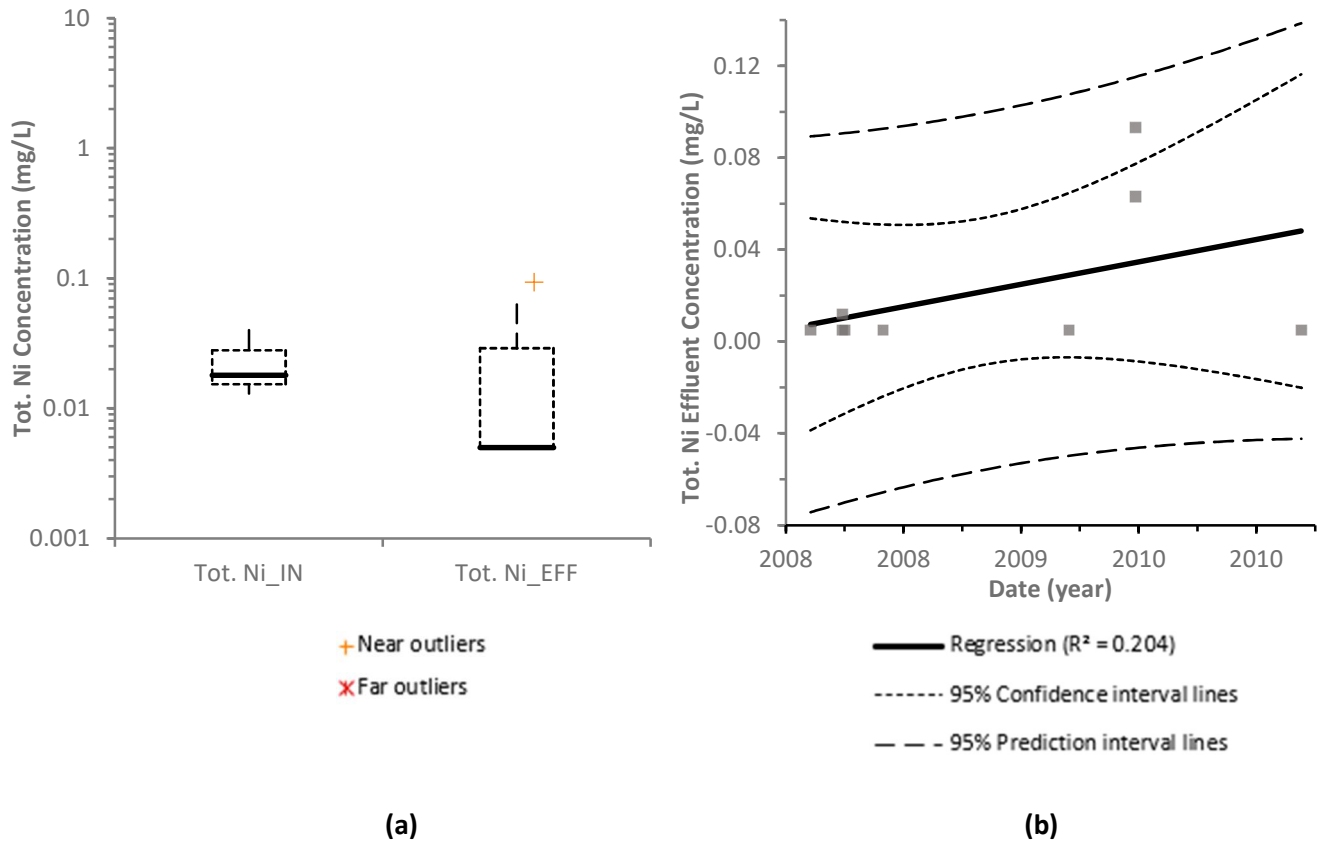 10
1
0.1
0.01
0.001
Tot. Ni Concentration (mg/L)
Tot. Ni_IN
Tot. Ni_EFF
Near outliers
Far outliers
(a)
0.12
0.08
0.04
0.00
-0.04
-0.08
Tot. Ni Effluent Concentration (mg/L)
2008 2008 2009 2010 2010
Date (year)
Regression (R² = 0.204)
95% Confidence interval lines
95% Prediction interval lines
(b)